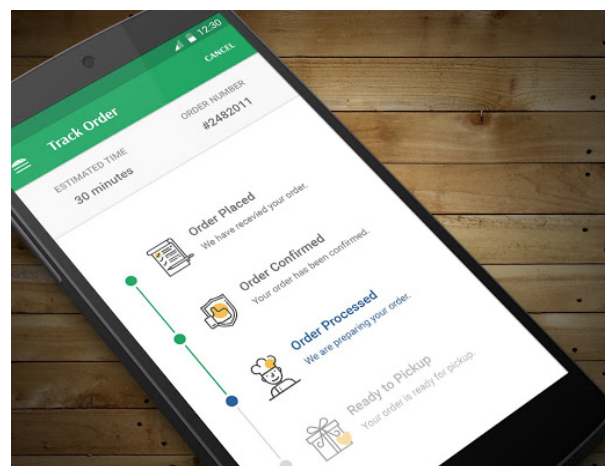 12:30
Track Order
CANCEL
ESTIMATED TIME
30 minutes
ORDER NUMBER
#2482011
Order Placed
We have recevied your order.
Order Confirmed
Your order has been confirmed.
Order Processed
We are preparing your order.
Ready to Pickup
Your order is ready for pickup.